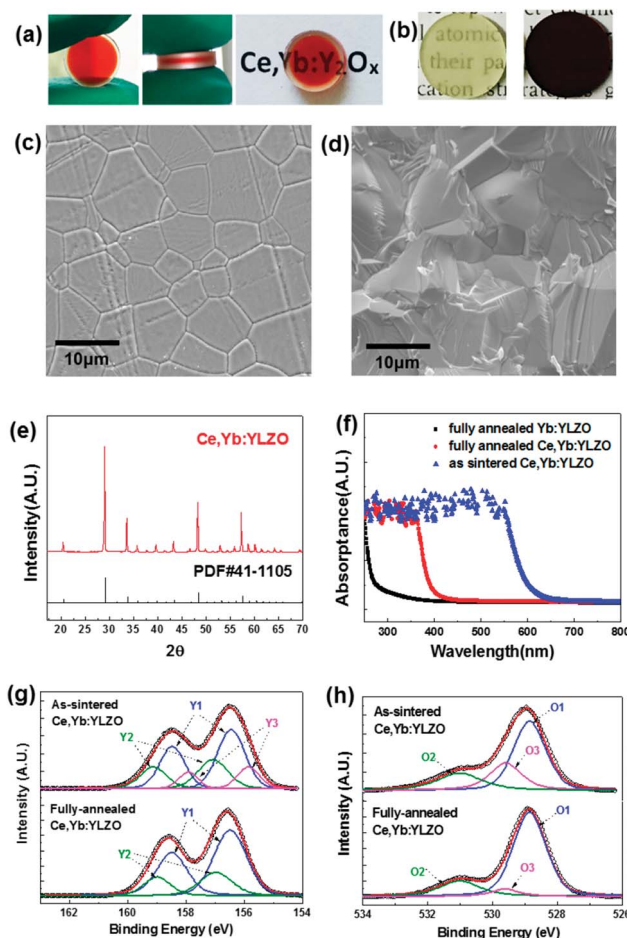 (a)
Ce,Yb:Y2Ox
(b)
atomic
their pa
cation
(c)
10μm
(d)
10μm
(e)
Ce,Yb:YLZO
PDF#41-1105
Intensity(A.U.)
20 25 30 35 40 45 50 55 60 65 70
2θ
(f)
fully annealed Yb:YLZO
fully annealed Ce,Yb:YLZO
as sintered Ce,Yb:YLZO
Absorptance(A.U.)
300 400 500 600 700 800
Wavelength(nm)
(g)
As-sintered
Ce,Yb:YLZO
Y1
Y2
Y3
Fully-annealed
Ce,Yb:YLZO
Y1
Y2
Intensity (A.U.)
162 160 158 156 154
Binding Energy (eV)
(h)
As-sintered
Ce,Yb:YLZO
O1
O2
O3
Fully-annealed
Ce,Yb:YLZO
O1
O2
O3
Intensity (A.U.)
534 532 530 528 526
Binding Energy (eV)